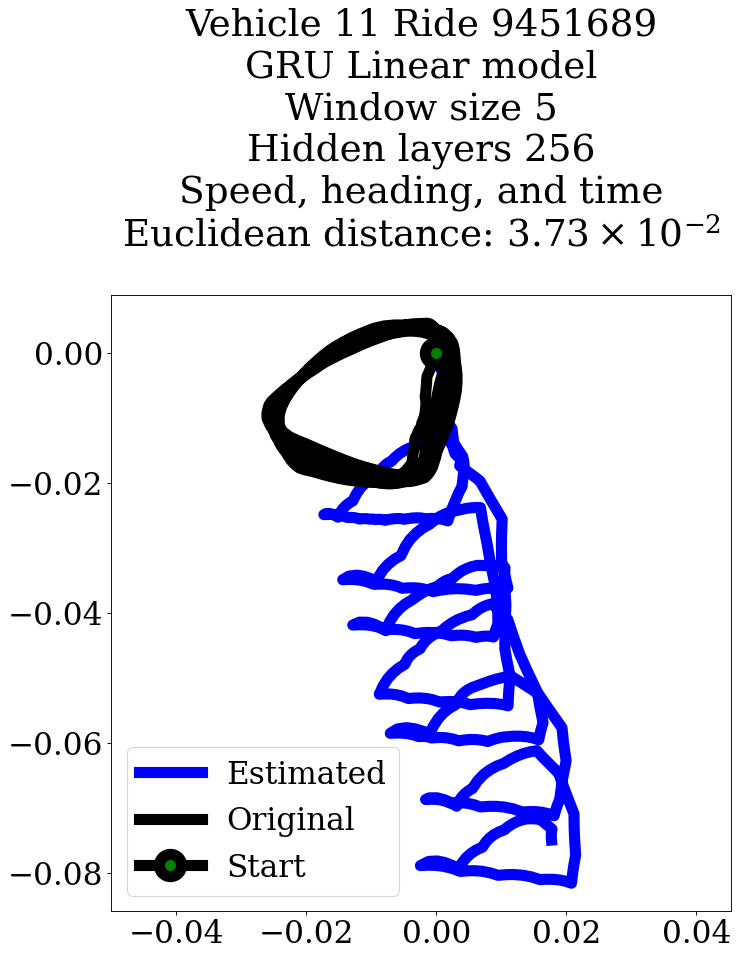 Vehicle 11 Ride 9451689
GRU Linear model
Window size 5
Hidden layers 256
Speed, heading, and time
Euclidean distance: 3.73 × 10⁻²
0.00
−0.02
−0.04
−0.06
−0.08
Estimated
Original
Start
−0.04 −0.02 0.00 0.02 0.04